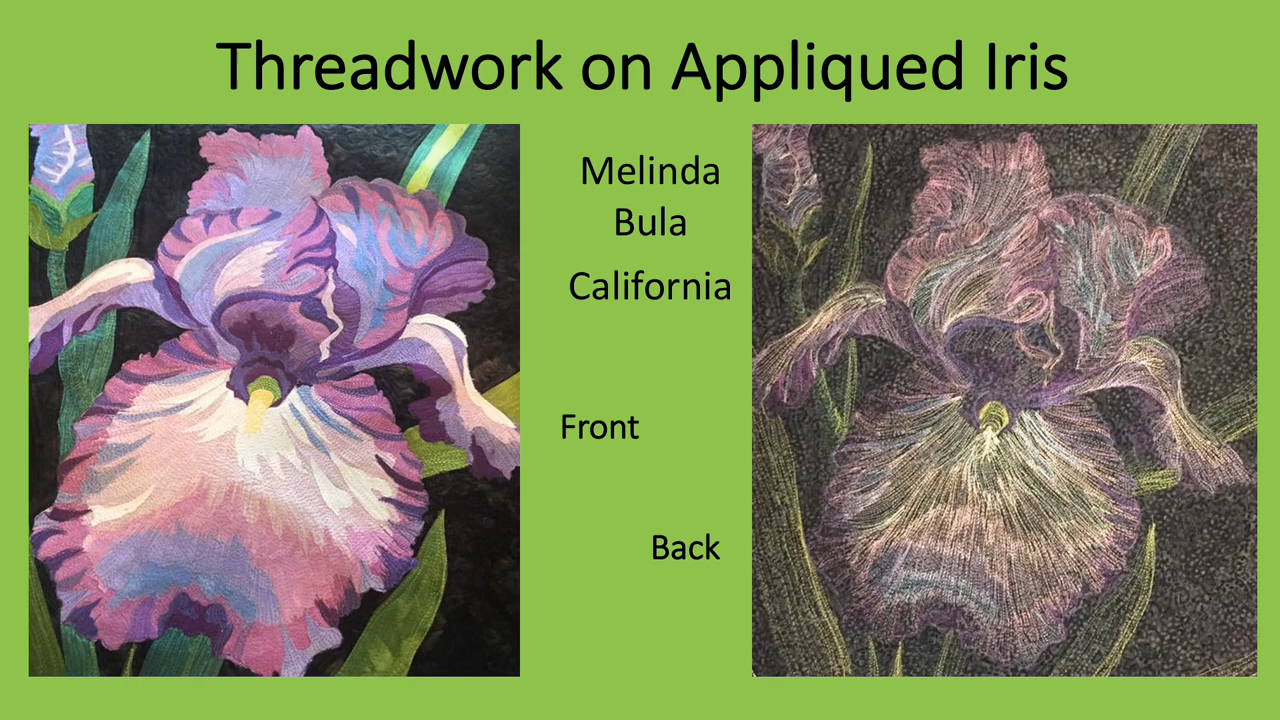 Threadwork on Appliqued Iris
Melinda
Bula
California
Front
Back